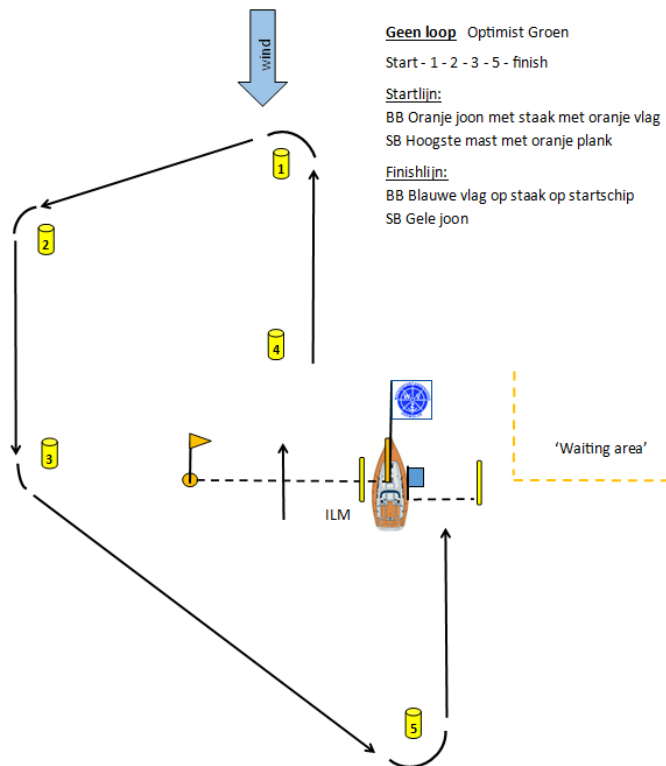 Geen loop Optimist Groen
Start - 1 - 2 - 3 - 5 - finish
Startlijn:
BB Oranje joon met staak met oranje vlag
SB Hoogste mast met oranje plank
Finishlijn:
BB Blauwe vlag op staak op startschip
SB Gele joon
wind
1
2
4
3
'Waiting area'
ILM
5